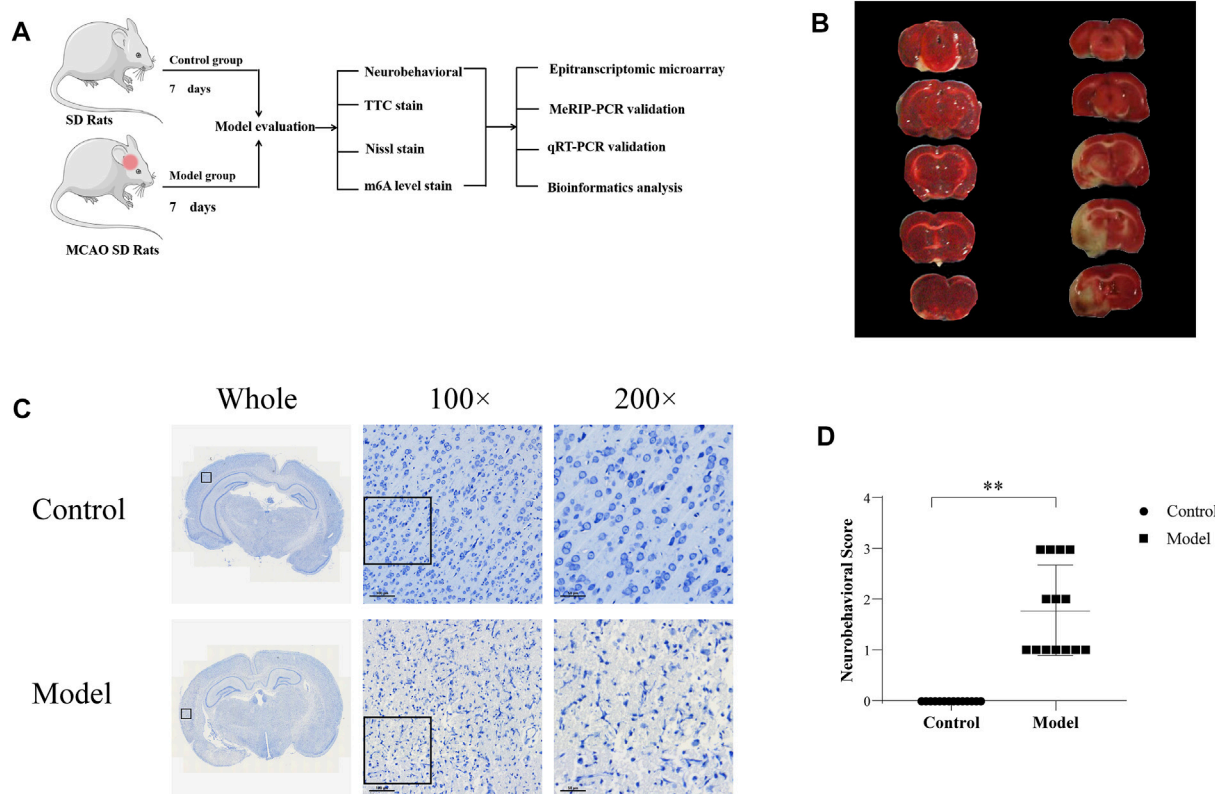 A
Control group
7 days
SD Rats
Model group
7 days
MCAO SD Rats
Model evaluation
Neurobehavioral
TTC stain
Nissl stain
m6A level stain
Epitranscriptomic microarray
MeRIP-PCR validation
qRT-PCR validation
Bioinformatics analysis
B
C
Whole 100× 200×
Control
Model
D
Neurobehavioral Score
4
3
2
1
0
**
Control Model
Control
Model